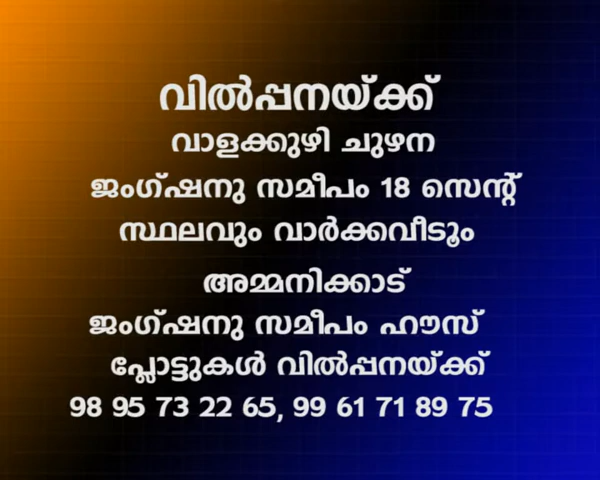 വിൽപ്പനയ്ക്ക്
വാളക്കുഴി ചുഴന
ജംഗ്ഷനു സമീപം 18 സെന്റ്
സ്ഥലവും വാർക്കവീടൂം
അമ്മനിക്കാട്
ജംഗ്ഷനു സമീപം ഹൗസ്
പ്ലോട്ടുകൾ വിൽപ്പനയ്ക്ക്
98 95 73 22 65, 99 61 71 89 75